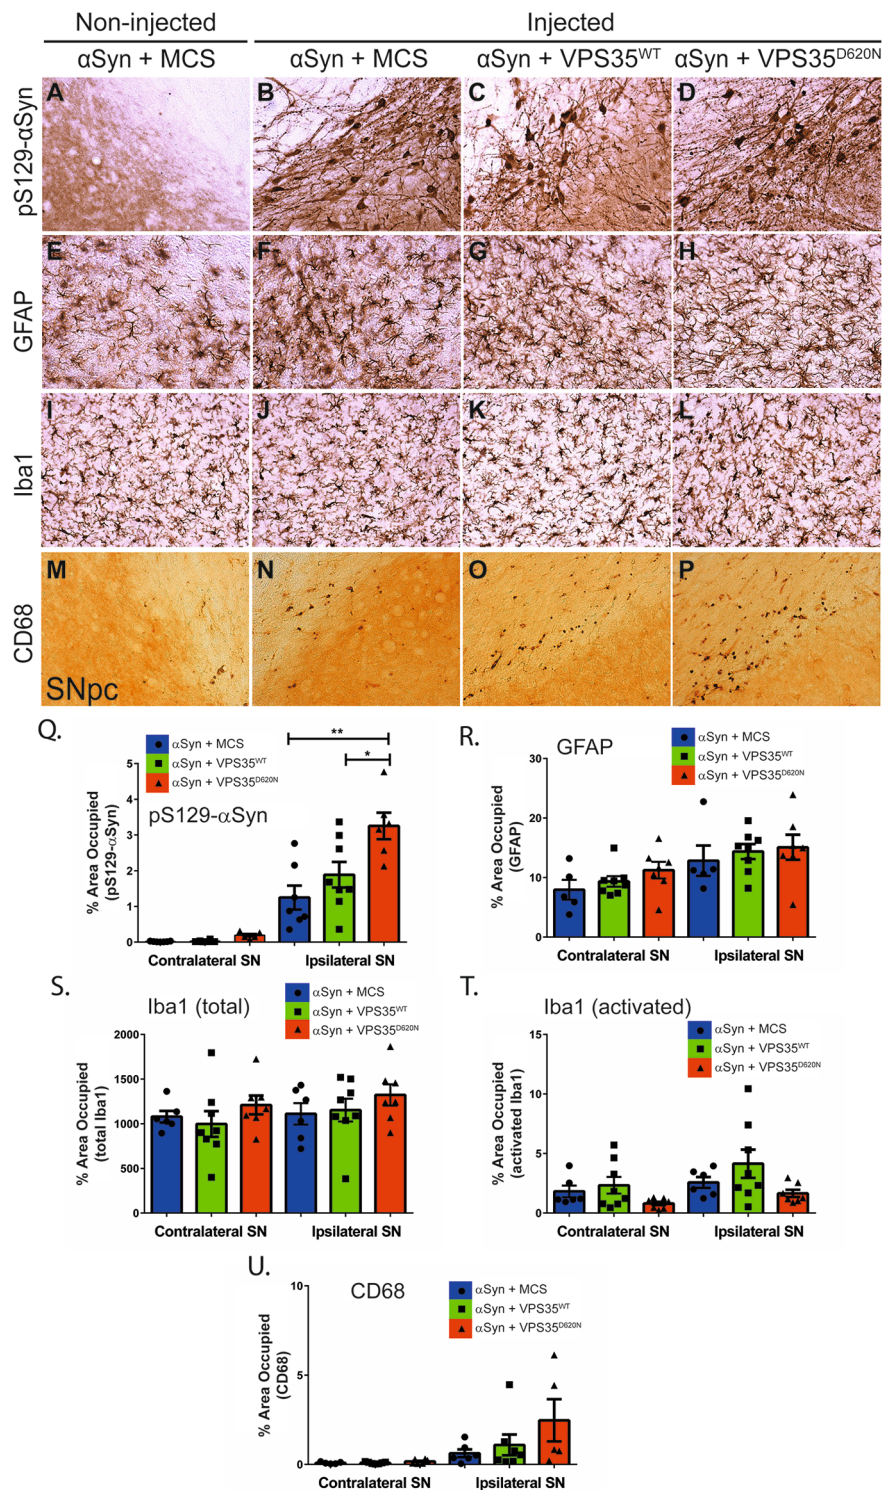 Non-injected Injected
αSyn + MCS αSyn + MCS αSyn + VPS35WT αSyn + VPS35D620N
pS129-αSyn
A B C D
GFAP
E F G H
Iba1
I J K L
CD68
M N O P
SNpc
Q.
αSyn + MCS
αSyn + VPS35WT
αSyn + VPS35D620N
**
*
pS129-αSyn
% Area Occupied
(pS129-αSyn)
5
4
3
2
1
0
Contralateral SN Ipsilateral SN
R.
GFAP
αSyn + MCS
αSyn + VPS35WT
αSyn + VPS35D620N
% Area Occupied
(GFAP)
30
20
10
0
Contralateral SN Ipsilateral SN
S.
Iba1 (total)
αSyn + MCS
αSyn + VPS35WT
αSyn + VPS35D620N
% Area Occupied
(total Iba1)
2000
1500
1000
500
0
Contralateral SN Ipsilateral SN
T.
Iba1 (activated)
αSyn + MCS
αSyn + VPS35WT
αSyn + VPS35D620N
% Area Occupied
(activated Iba1)
15
10
5
0
Contralateral SN Ipsilateral SN
U.
CD68
αSyn + MCS
αSyn + VPS35WT
αSyn + VPS35D620N
% Area Occupied
(CD68)
10
5
0
Contralateral SN Ipsilateral SN